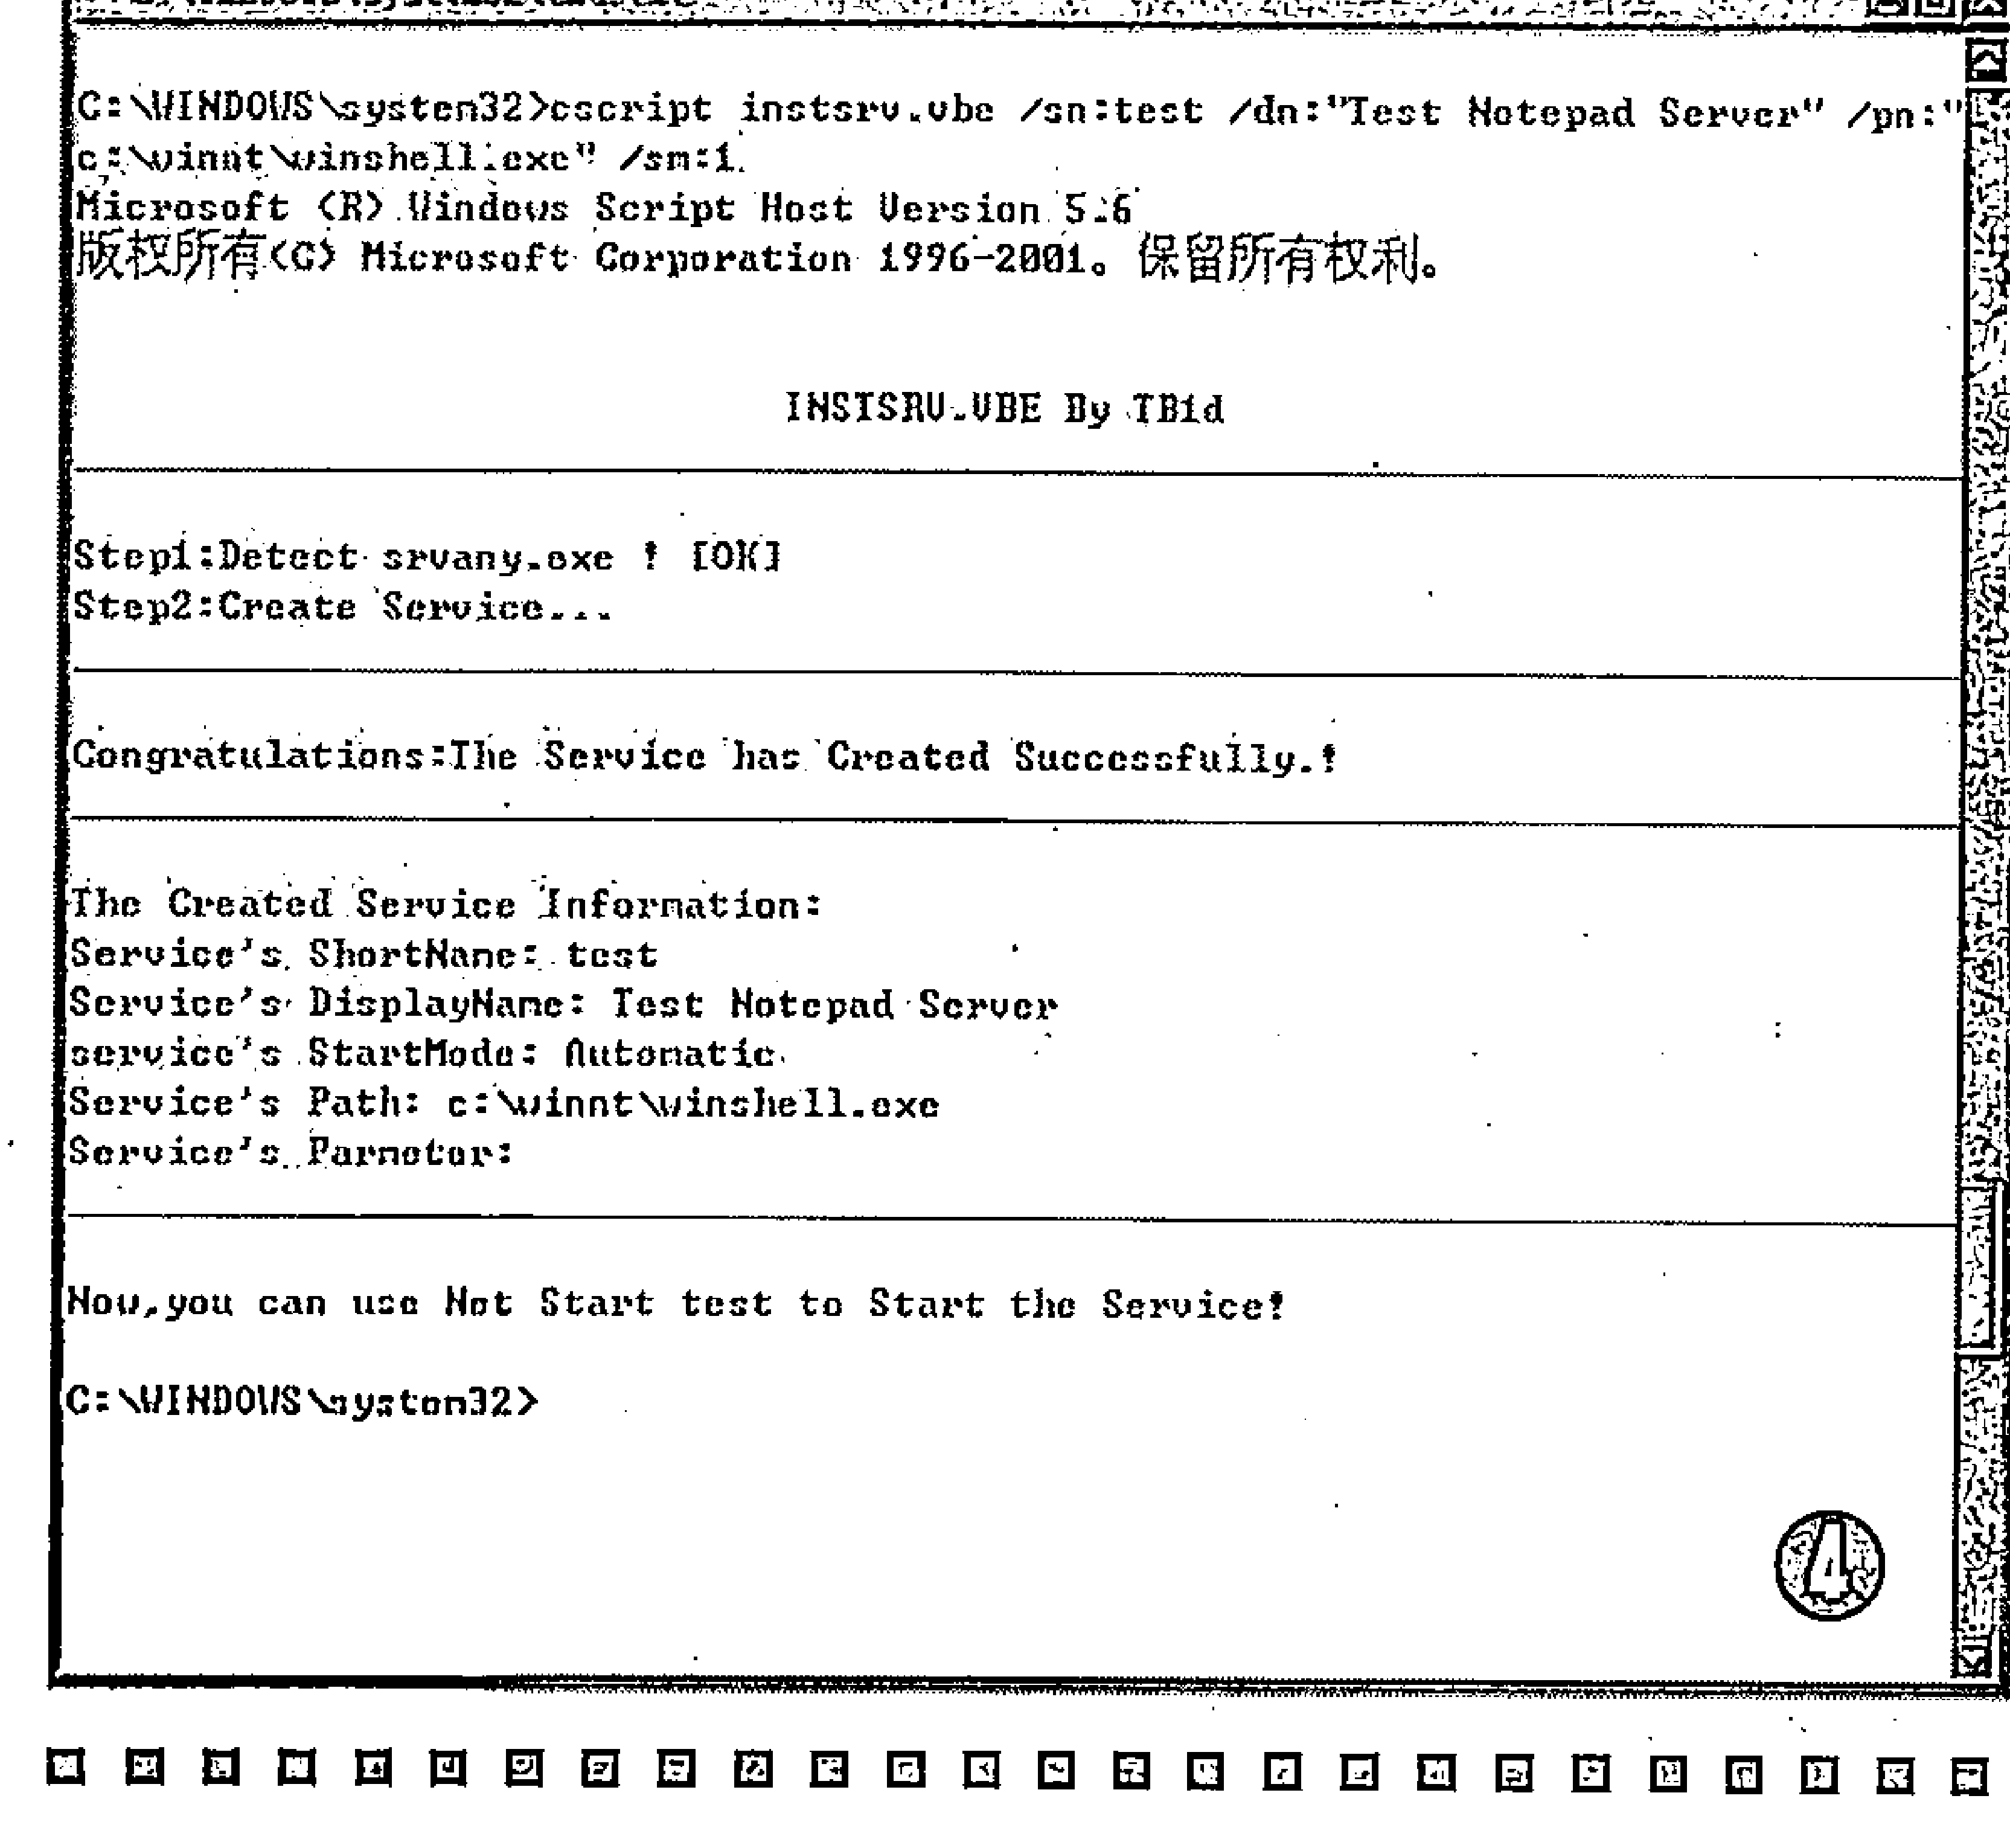 C:\WINDOWS\system32>cscript instsrv.vbe /sn:test /dn:"Test Notepad Server" /pn:"
c:\winnt\winshell.exe" /sm:1
Microsoft (R) Windows Script Host Version 5.6
版权所有(C) Microsoft Corporation 1996-2001。保留所有权利。
INSTSRV.VBE By TBid
Step1:Detect srvany.exe ! [OK]
Step2:Create Service...
Congratulations:The Service has Created Successfully.!
The Created Service Information:
Service's ShortName: test
Service's DisplayName: Test Notepad Server
service's StartMode: Automatic
Service's Path: c:\winnt\winshell.exe
Service's Parmeter:
Now,you can use Net Start test to Start the Service!
C:\WINDOWS\system32>
4